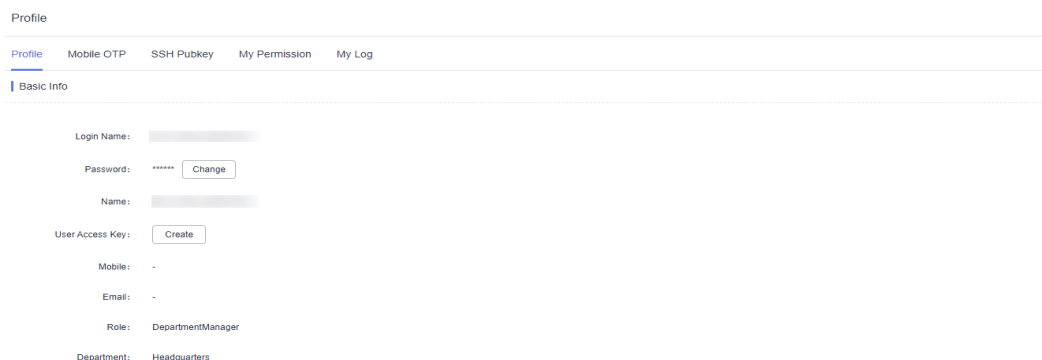 Profile
Profile Mobile OTP SSH Pubkey My Permission My Log
Basic Info
Login Name:
Password: ****** Change
Name:
User Access Key: Create
Mobile: -
Email: -
Role: DepartmentManager
Department: Headquarters